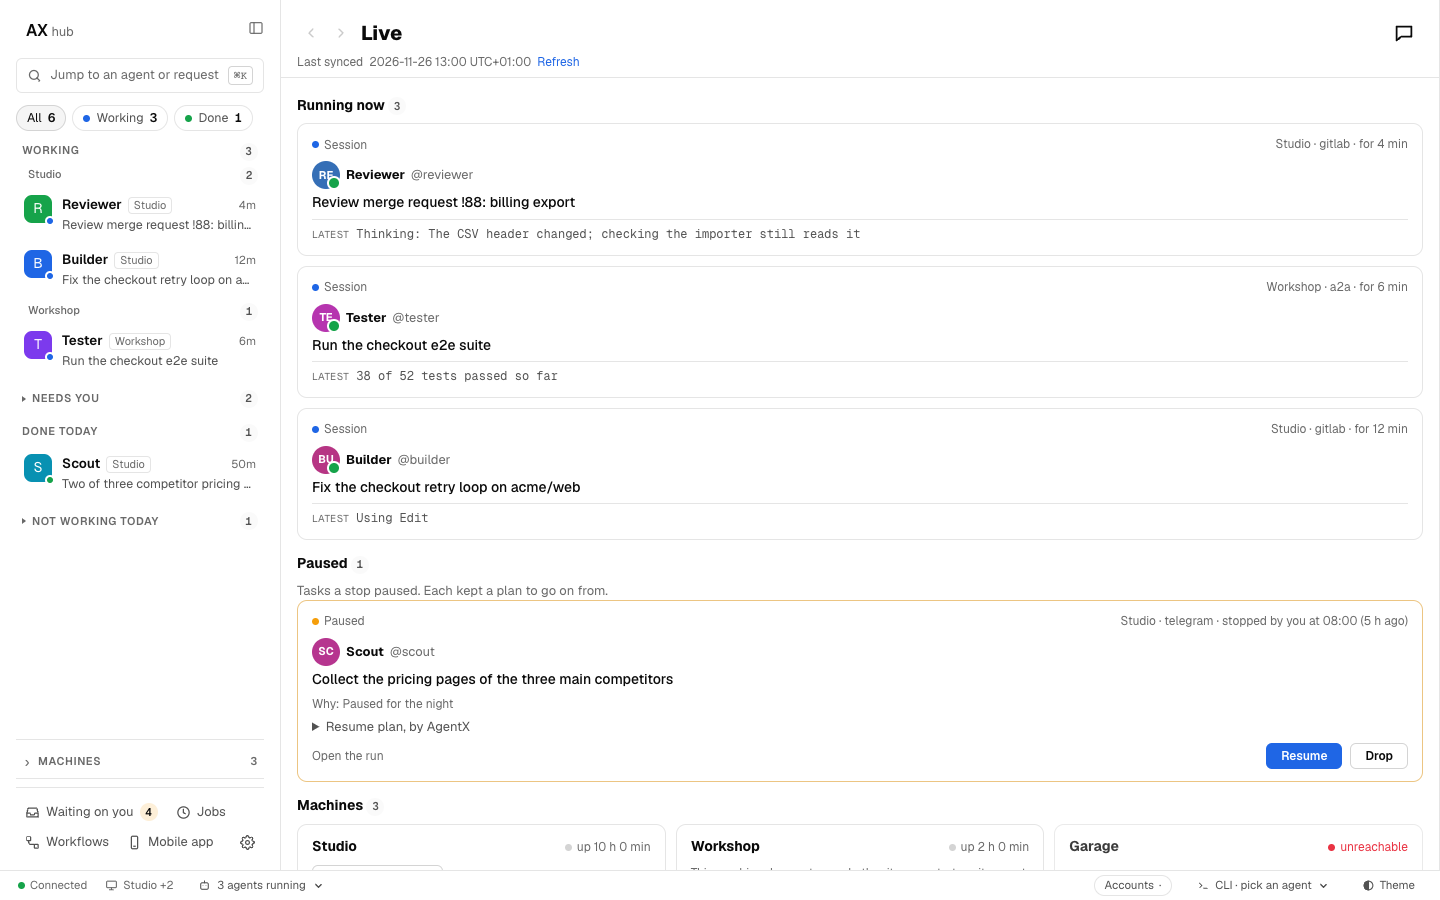 AX hub
Jump to an agent or request ⌘K
All 6 Working 3 Done 1
WORKING 3
Studio 2
R Reviewer Studio 4m
Review merge request !88: billin…
B Builder Studio 12m
Fix the checkout retry loop on a…
Workshop 1
T Tester Workshop 6m
Run the checkout e2e suite
NEEDS YOU 2
DONE TODAY 1
S Scout Studio 50m
Two of three competitor pricing …
NOT WORKING TODAY 1
MACHINES 3
Waiting on you 4 Jobs
Workflows Mobile app
Live
Last synced 2026-11-26 13:00 UTC+01:00 Refresh
Running now 3
Session Studio · gitlab · for 4 min
Reviewer @reviewer
Review merge request !88: billing export
LATEST Thinking: The CSV header changed; checking the importer still reads it
Session Workshop · a2a · for 6 min
Tester @tester
Run the checkout e2e suite
LATEST 38 of 52 tests passed so far
Session Studio · gitlab · for 12 min
Builder @builder
Fix the checkout retry loop on acme/web
LATEST Using Edit
Paused 1
Tasks a stop paused. Each kept a plan to go on from.
Paused Studio · telegram · stopped by you at 08:00 (5 h ago)
SC Scout @scout
Collect the pricing pages of the three main competitors
Why: Paused for the night
Resume plan, by AgentX
Open the run Resume Drop
Machines 3
Studio up 10 h 0 min
Workshop up 2 h 0 min
Garage unreachable
Connected Studio +2 3 agents running Accounts · CLI · pick an agent Theme